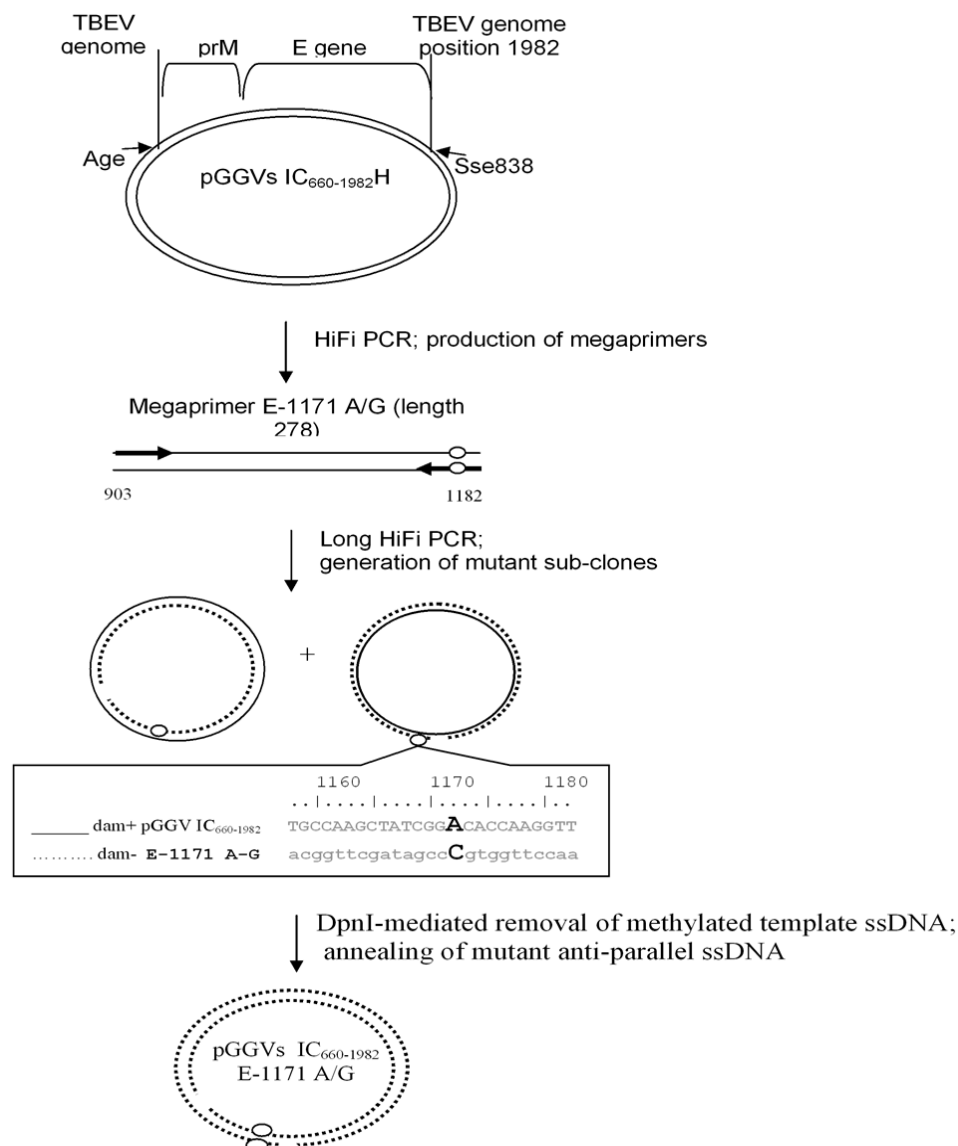 TBEV genome
TBEV genome position 1982
prM
E gene
Age
Sse838
pGGVs IC660-1982H
HiFi PCR; production of megaprimers
Megaprimer E-1171 A/G (length
278)
903
1182
Long HiFi PCR;
generation of mutant sub-clones
+
1160 1170 1180
....|....|....|....|....|
______ dam+ pGGV IC660-1982 TGCCAAGCTATCGGACACCAAGGTT
.......... dam- E-1171 A-G acggttcgatagccCgtggttccaa
DpnI-mediated removal of methylated template ssDNA;
annealing of mutant anti-parallel ssDNA
pGGVs IC660-1982
E-1171 A/G